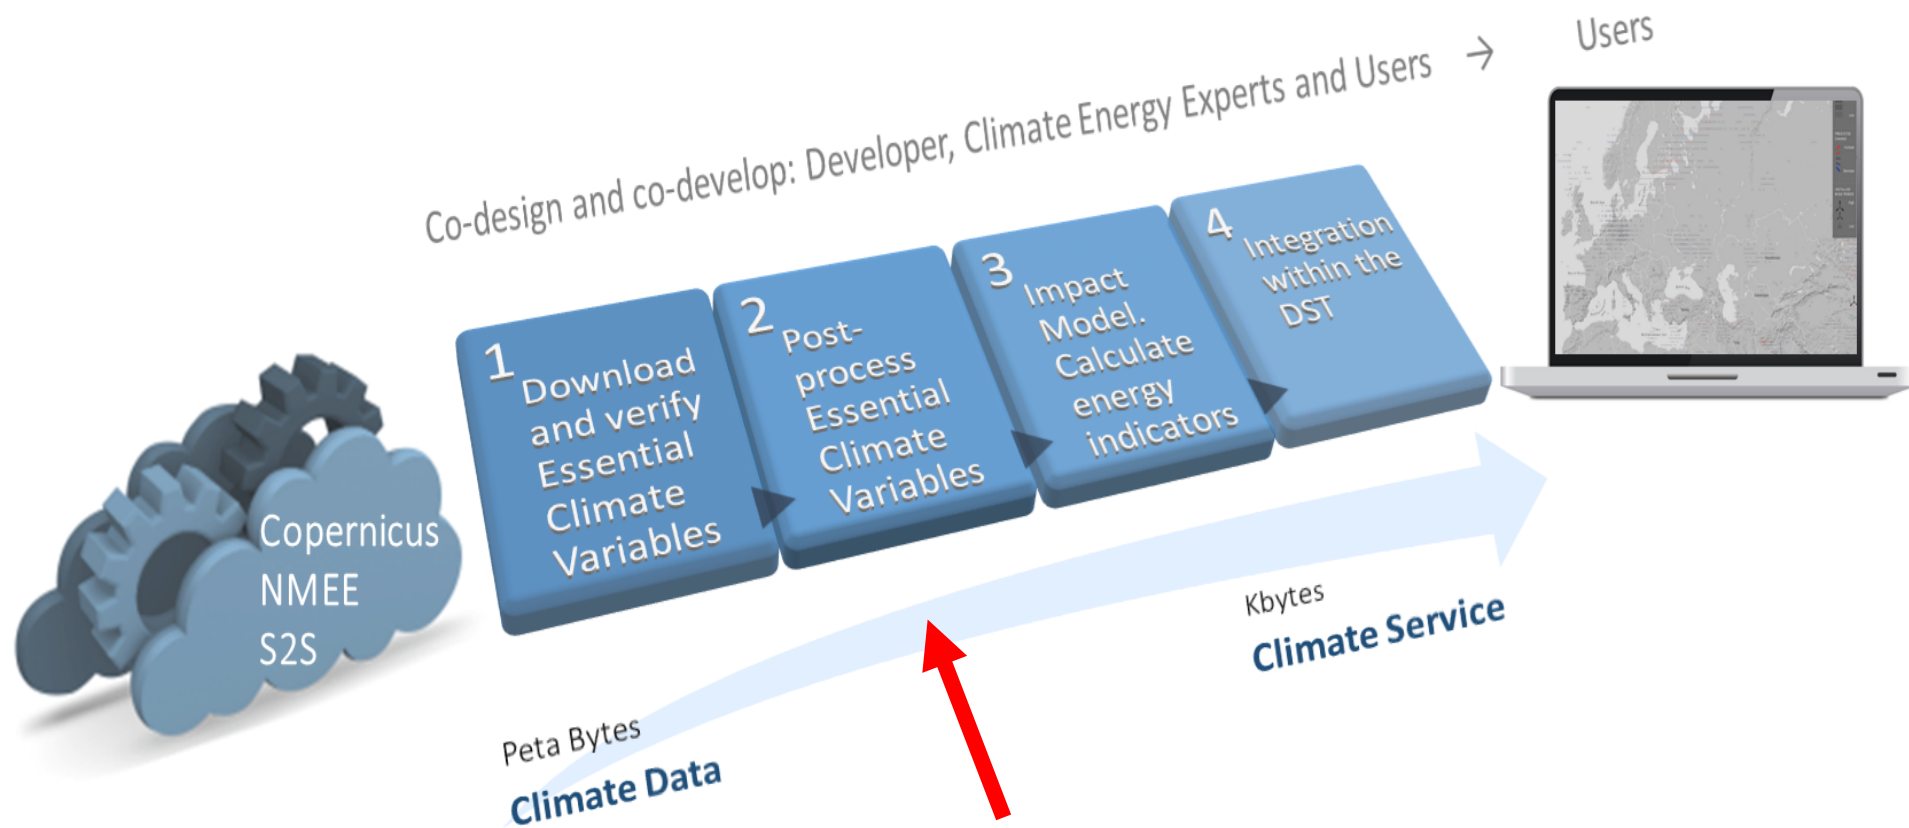 Users
Co-design and co-develop: Developer, Climate Energy Experts and Users →
1
Download
and verify
Essential
Climate
Variables
2
Post-
process
Essential
Climate
Variables
3
Impact
Model.
Calculate
energy
indicators
4
Integration
within the
DST
Copernicus
NMEE
S2S
Peta Bytes
Climate Data
Kbytes
Climate Service